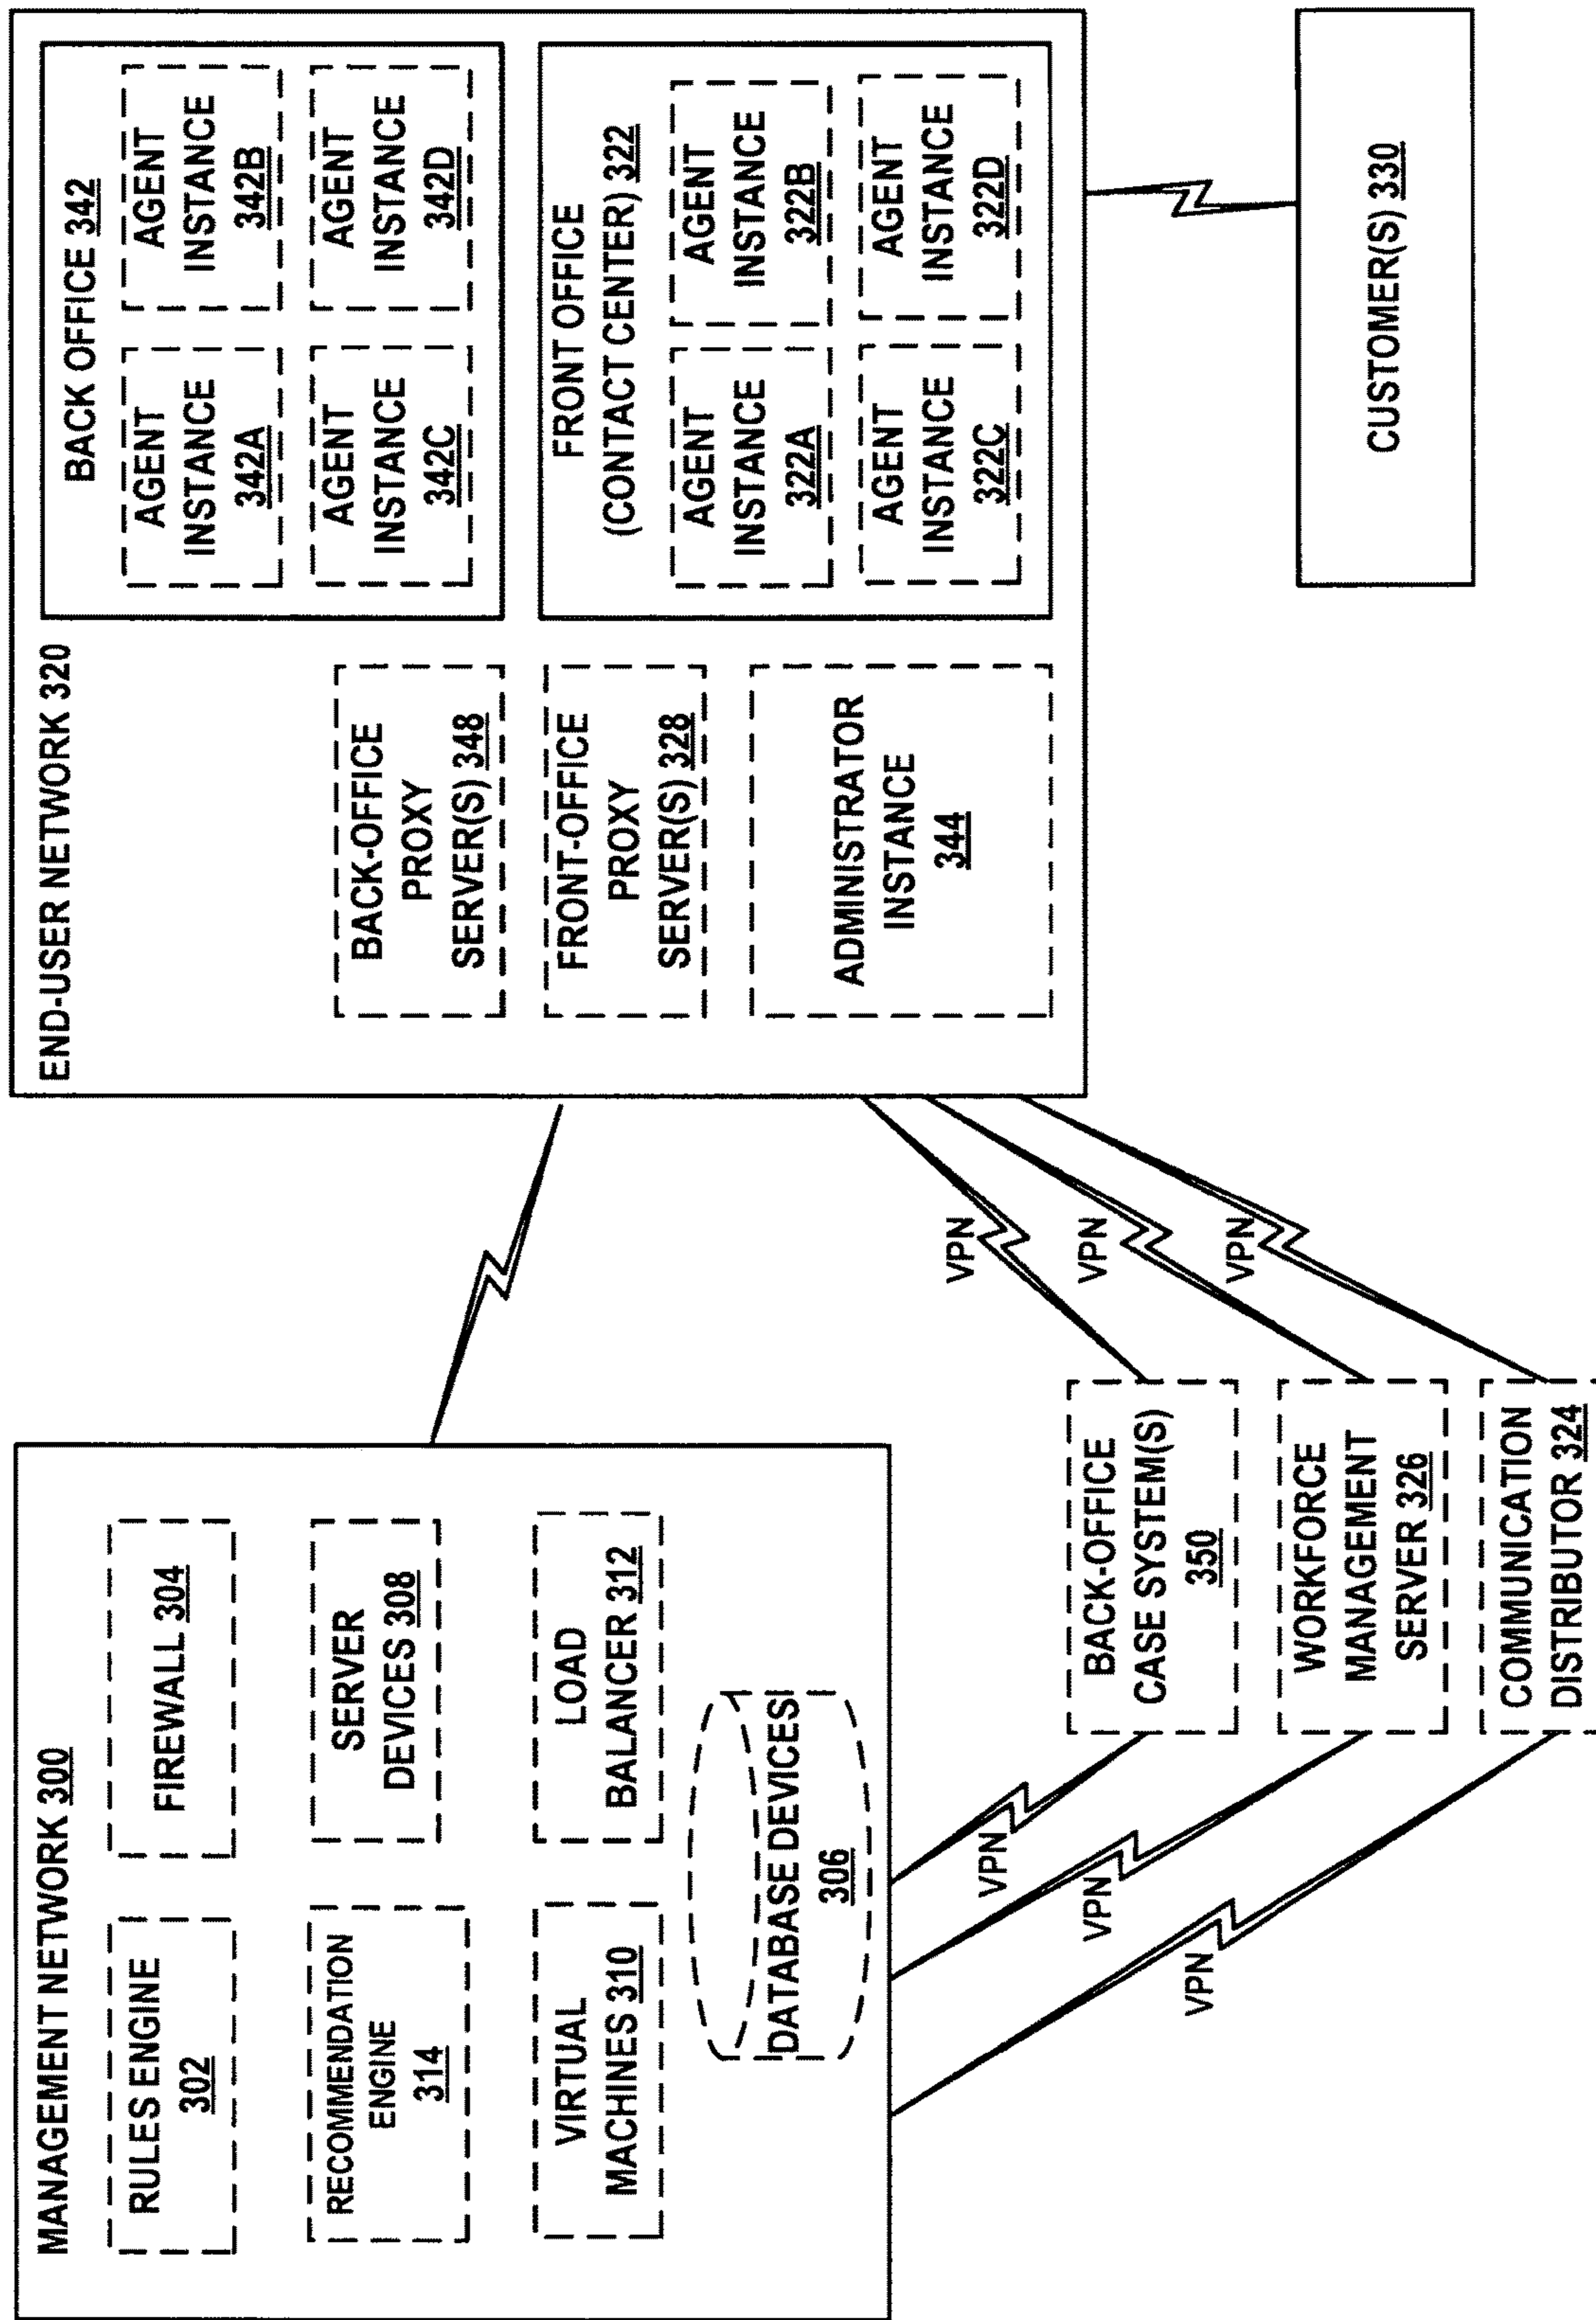 MANAGEMENT NETWORK 300
RULES ENGINE
302
FIREWALL 304
RECOMMENDATION
ENGINE
314
SERVER
DEVICES 308
VIRTUAL
MACHINES 310
LOAD
BALANCER 312
DATABASE DEVICES
306
VPN
VPN
VPN
BACK-OFFICE
CASE SYSTEM(S)
350
WORKFORCE
MANAGEMENT
SERVER 326
COMMUNICATION
DISTRIBUTOR 324
VPN
VPN
VPN
END-USER NETWORK 320
BACK-OFFICE
PROXY
SERVER(S) 348
FRONT-OFFICE
PROXY
SERVER(S) 328
ADMINISTRATOR
INSTANCE
344
BACK OFFICE 342
AGENT
INSTANCE
342A
AGENT
INSTANCE
342B
AGENT
INSTANCE
342C
AGENT
INSTANCE
342D
FRONT OFFICE
(CONTACT CENTER) 322
AGENT
INSTANCE
322A
AGENT
INSTANCE
322B
AGENT
INSTANCE
322C
AGENT
INSTANCE
322D
CUSTOMER(S) 330